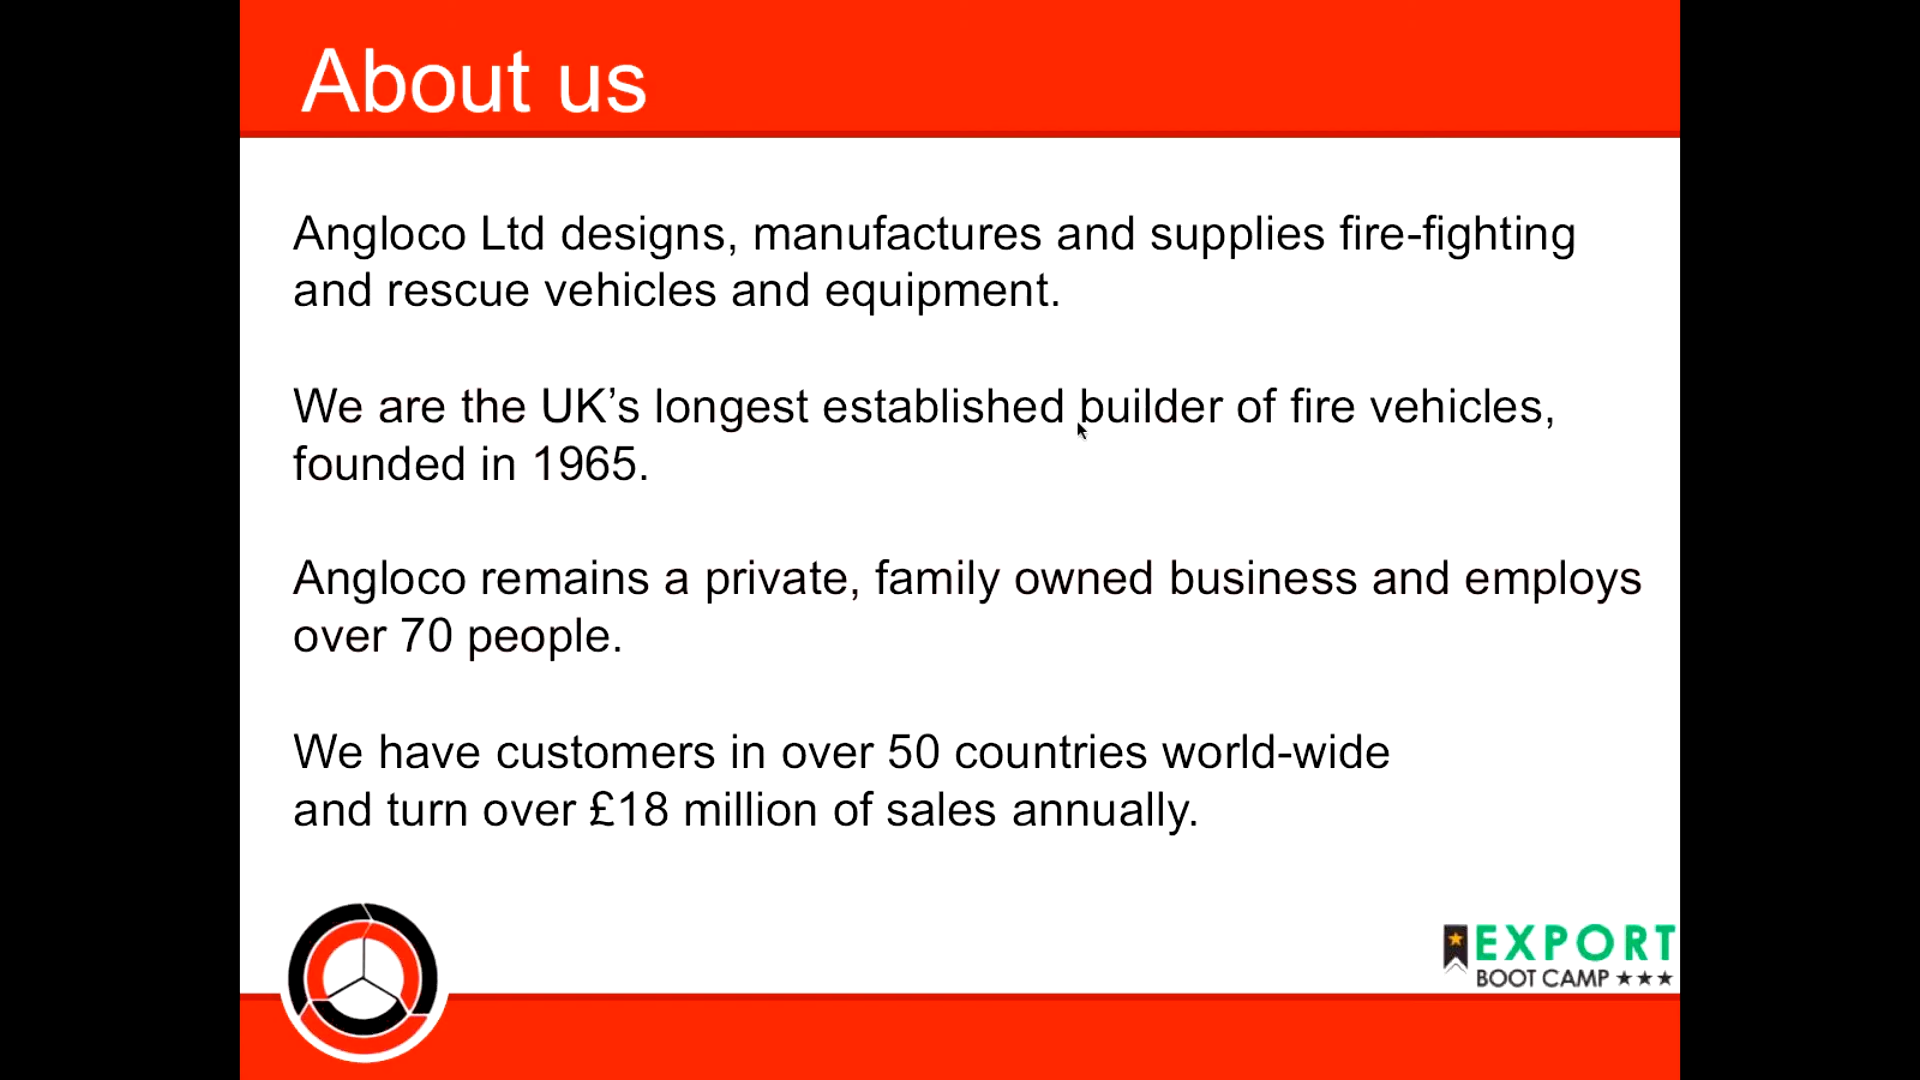 About us
Angloco Ltd designs, manufactures and supplies fire-fighting
and rescue vehicles and equipment.
We are the UK’s longest established builder of fire vehicles,
founded in 1965.
Angloco remains a private, family owned business and employs
over 70 people.
We have customers in over 50 countries world-wide
and turn over £18 million of sales annually.
EXPORT
BOOT CAMP ★★★